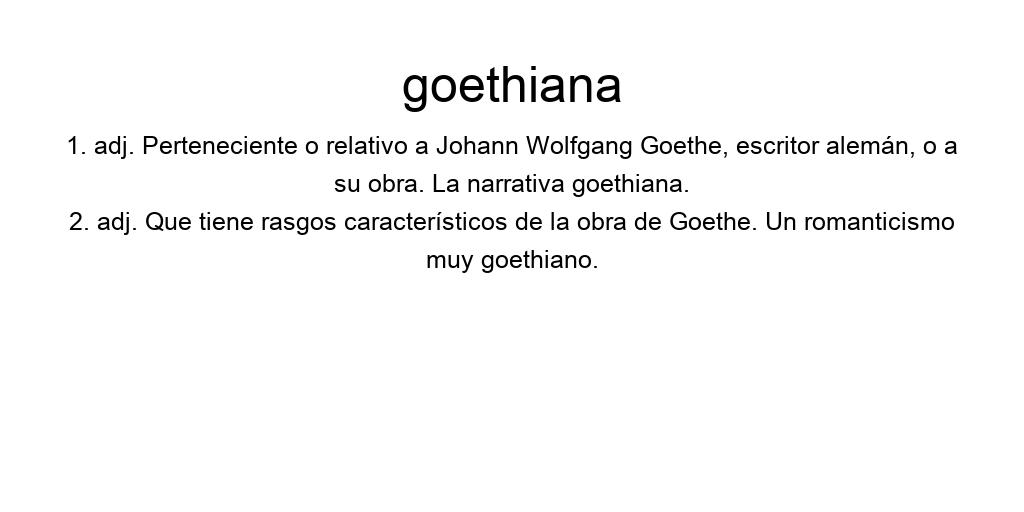 goethiana
1. adj. Perteneciente o relativo a Johann Wolfgang Goethe, escritor alemán, o a
su obra. La narrativa goethiana.
2. adj. Que tiene rasgos característicos de la obra de Goethe. Un romanticismo
muy goethiano.